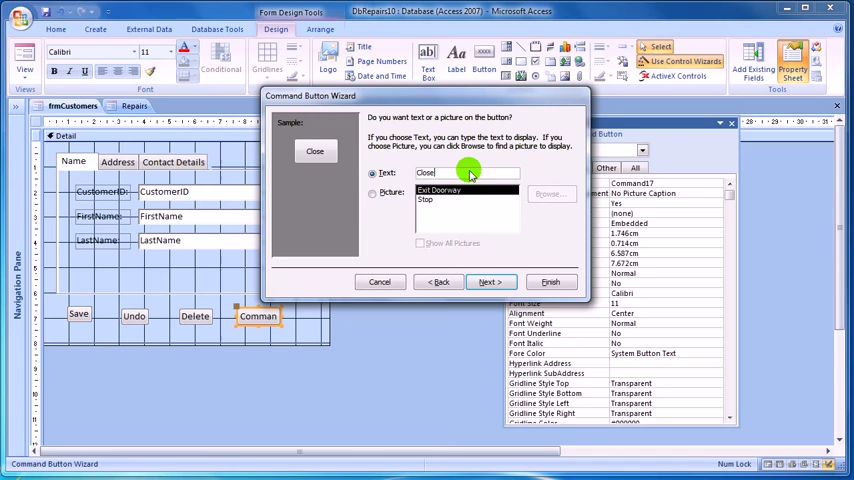 Form Design Tools
DbRepairs10 : Database (Access 2007) - Microsoft Access
Home
Create
External Data
Database Tools
Design
Arrange
View
Calibri
11
B I U
Conditional
Font
Gridlines
Logo
Title
Page Numbers
Date and Time
Text Box
Label
Button
Select
Use Control Wizards
ActiveX Controls
Add Existing Fields
Property Sheet
Tools
frmCustomers
Repairs
Detail
Name
Address
Contact Details
CustomerID:
CustomerID
FirstName:
FirstName
LastName:
LastName
Save
Undo
Delete
Comman
Navigation Pane
Command Button Wizard
Sample:
Close
Do you want text or a picture on the button?
If you choose Text, you can type the text to display. If you
choose Picture, you can click Browse to find a picture to display.
Text:
Close
Picture:
Exit Doorway
Stop
Browse...
Show All Pictures
Cancel
< Back
Next >
Finish
Button
Other
All
Command17
No Picture Caption
Yes
(none)
Embedded
1.746cm
0.714cm
6.587cm
7.672cm
Normal
Normal
Calibri
Font Size 11
Alignment Center
Font Weight Normal
Font Underline No
Font Italic No
Fore Color System Button Text
Hyperlink Address
Hyperlink SubAddress
Gridline Style Top Transparent
Gridline Style Bottom Transparent
Gridline Style Left Transparent
Gridline Style Right Transparent
Command Button Wizard
Num Lock